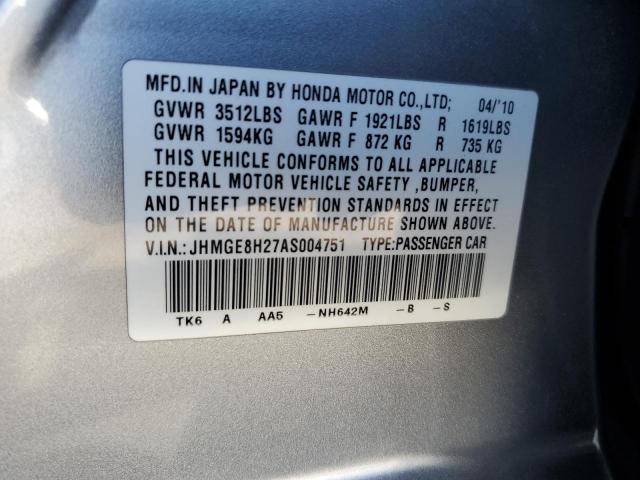 MFD.IN JAPAN BY HONDA MOTOR CO.,LTD; 04/'10
GVWR 3512LBS GAWR F 1921LBS R 1619LBS
GVWR 1594KG GAWR F 872 KG R 735 KG
THIS VEHICLE CONFORMS TO ALL APPLICABLE
FEDERAL MOTOR VEHICLE SAFETY ,BUMPER,
AND THEFT PREVENTION STANDARDS IN EFFECT
ON THE DATE OF MANUFACTURE SHOWN ABOVE.
V.I.N.:JHMGE8H27AS004751 TYPE:PASSENGER CAR
TK6 A AA5 -NH642M -B -S